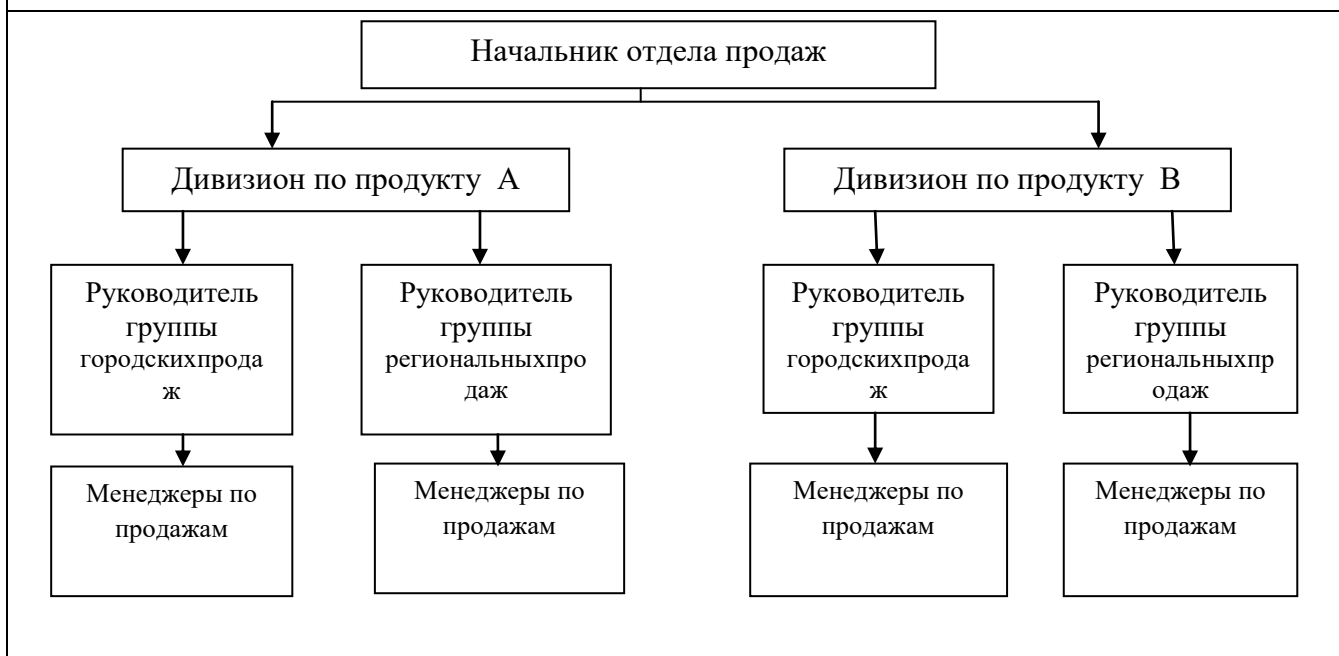 Начальник отдела продаж
Дивизион по продукту А
Дивизион по продукту В
Руководитель
группы
городскихпрода
ж
Руководитель
группы
региональныхпро
даж
Руководитель
группы
городскихпрода
ж
Руководитель
группы
региональныхпр
одаж
Менеджеры по
продажам
Менеджеры по
продажам
Менеджеры по
продажам
Менеджеры по
продажам